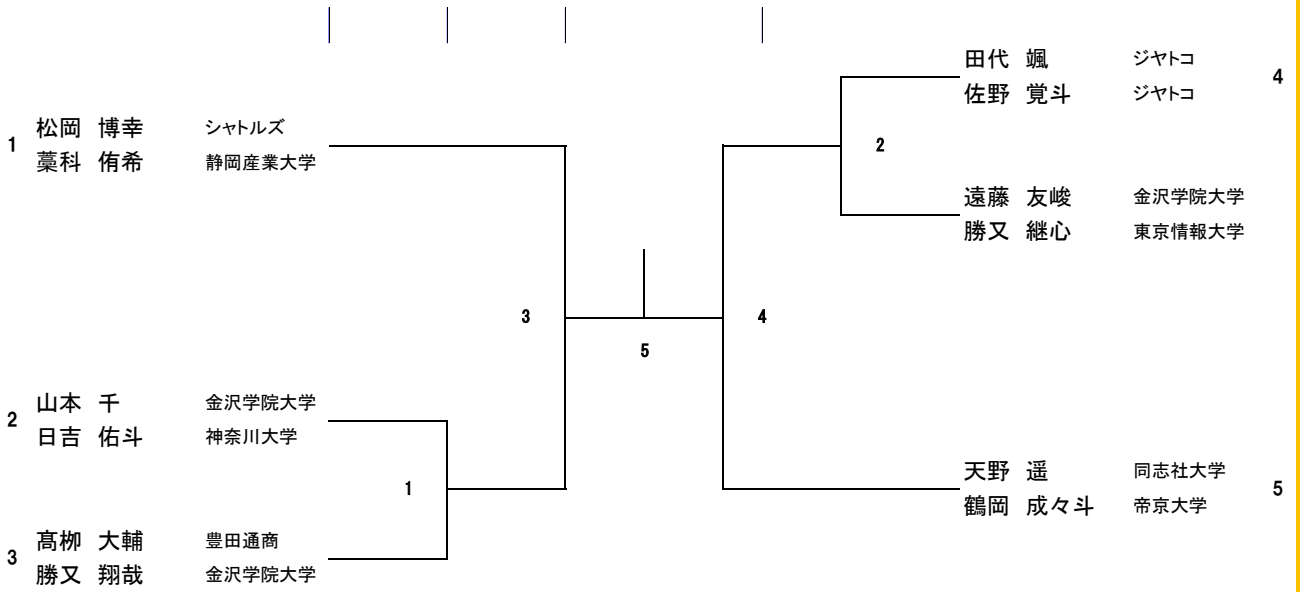 1
松岡 博幸 シャトルズ
藁科 侑希 静岡産業大学
2
山本 千 金沢学院大学
日吉 佑斗 神奈川大学
3
髙栁 大輔 豊田通商
勝又 翔哉 金沢学院大学
1
3
5
4
2
田代 颯 ジヤトコ
佐野 覚斗 ジヤトコ
4
遠藤 友峻 金沢学院大学
勝又 継心 東京情報大学
天野 遥 同志社大学
鶴岡 成々斗 帝京大学
5